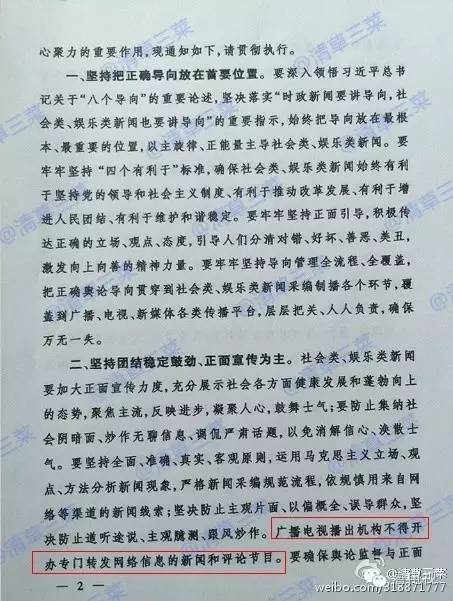 心聚力的重要作用，现通知如下，请贯彻执行。
一、坚持把正确导向放在首要位置。要深入领悟习近平总书
记关于“八个导向”的重要论述，坚决落实“时政新闻要讲导向，社
会类、娱乐类新闻也要讲导向”的重要指示，始终把导向放在最根
本、最重要的位置，以主旋律、正能量主导社会类、娱乐类新闻。要
牢牢坚持“四个有利于”标准，确保社会类、娱乐类新闻始终有利
于坚持党的领导和社会主义制度、有利于推动改革发展、有利于增
进人民团结、有利于维护和谐稳定。要牢牢坚持正面引导，积极传
达正确的立场、观点、态度，引导人们分清对错、好坏、善恶、美丑，
激发向上向善的精神力量。要牢牢坚持导向管理全流程、全覆盖，
把正确舆论导向贯穿到社会类、娱乐类新闻采编制播各个环节，覆
盖到广播、电视、新媒体各类传播平台，层层把关、人人负责，确保
万无一失。
二、坚持团结稳定鼓劲、正面宣传为主。社会类、娱乐类新闻
要加大正面宣传力度，充分展示社会各方面健康发展和蓬勃向上
的态势，聚焦主流，反映进步，凝聚人心，鼓舞士气；要防止集纳社
会阴暗面、炒作无聊信息、调侃严肃话题，以免消解信心、涣散士
气。要坚持全面、准确、真实、客观原则，运用马克思主义立场、观
点、方法分析新闻现象，严格新闻采编规范流程，依规慎用来自网
络等渠道的新闻线索；坚决防止主观片面、以偏概全、误导群众，坚
决防止道听途说、主观臆测、跟风炒作。广播电视播出机构不得开
办专门转发网络信息的新闻和评论节目。要确保舆论监督与正面
— 2 —
@清草三菜
weibo.com/318871777